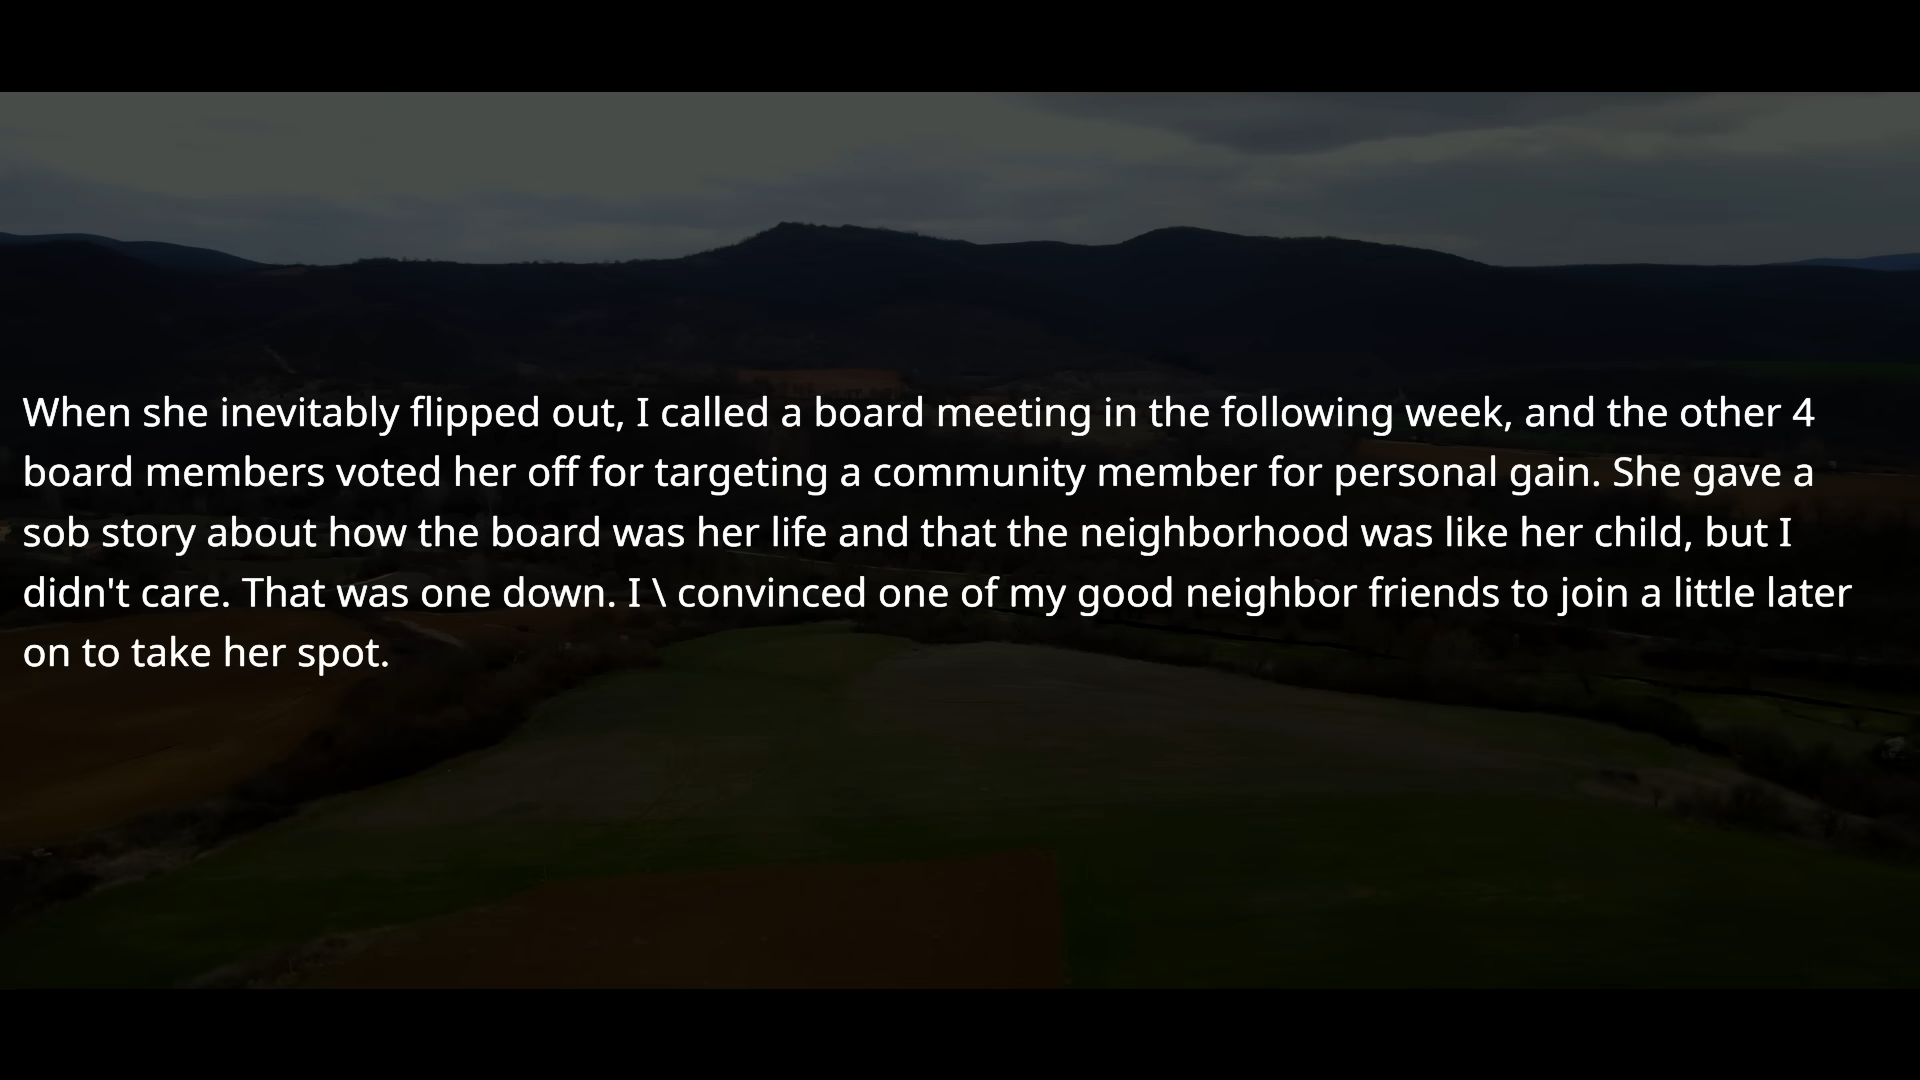 When she inevitably flipped out, I called a board meeting in the following week, and the other 4
board members voted her off for targeting a community member for personal gain. She gave a
sob story about how the board was her life and that the neighborhood was like her child, but I
didn't care. That was one down. I \ convinced one of my good neighbor friends to join a little later
on to take her spot.